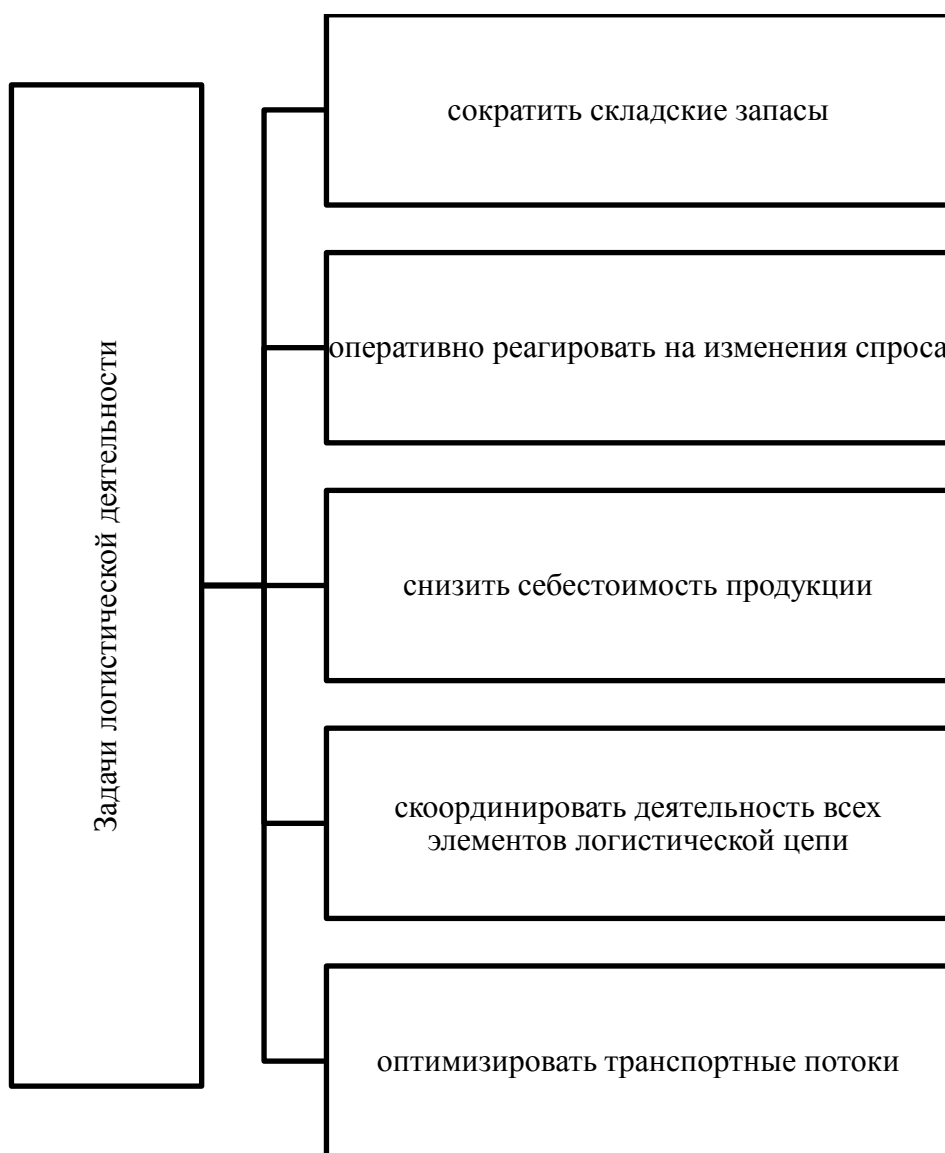 Задачи логистической деятельности
сократить складские запасы
оперативно реагировать на изменения спроса
снизить себестоимость продукции
скоординировать деятельность всех
элементов логистической цепи
оптимизировать транспортные потоки